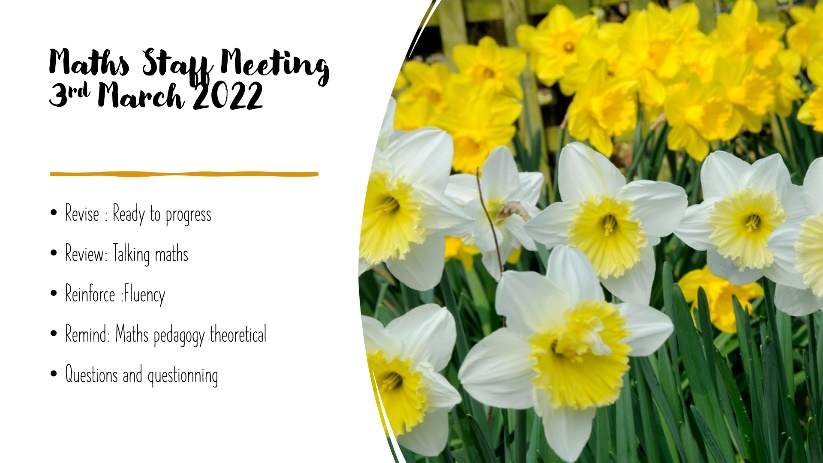 Maths Staff Meeting
3rd March 2022
• Revise : Ready to progress
• Review: Talking maths
• Reinforce :Fluency
• Remind: Maths pedagogy theoretical
• Questions and questionning